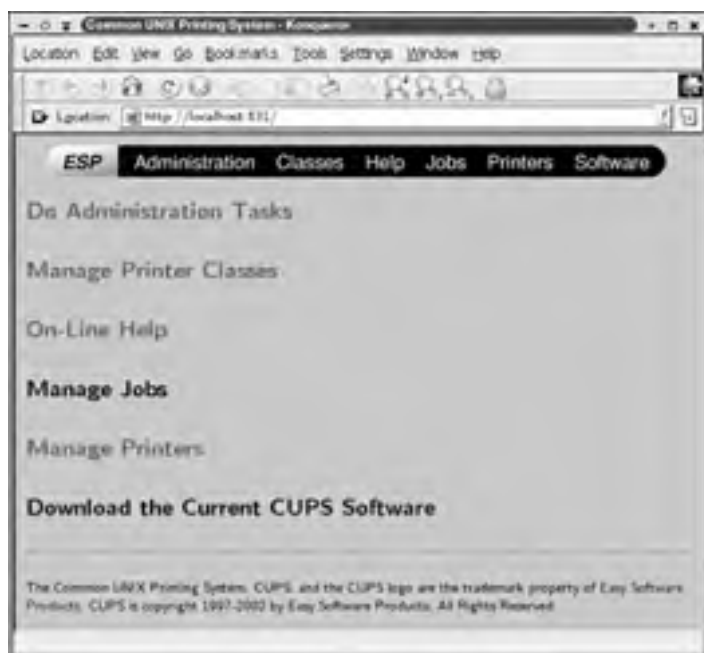 Common UNIX Printing System - Konqueror
Location Edit View Go Bookmarks Tools Settings Window Help
Location http://localhost:631/
ESP Administration Classes Help Jobs Printers Software
Do Administration Tasks
Manage Printer Classes
On-Line Help
Manage Jobs
Manage Printers
Download the Current CUPS Software
The Common UNIX Printing System, CUPS, and the CUPS logo are the trademark property of Easy Software
Products. CUPS is copyright 1997-2002 by Easy Software Products, All Rights Reserved.